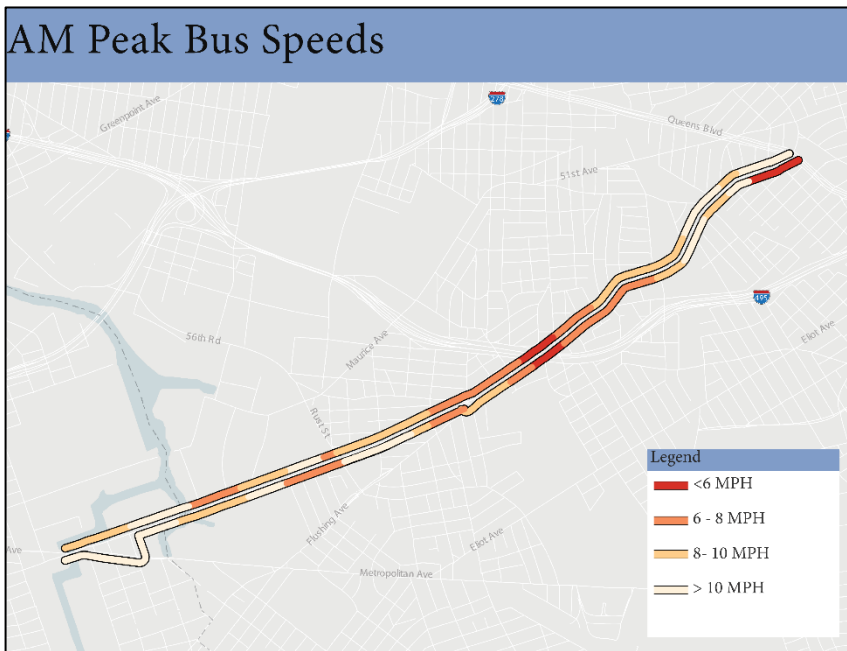 AM Peak Bus Speeds
278
Greenpoint Ave
Queens Blvd
51st Ave
495
56th Rd
Maurice Ave
Eliot Ave
Rust St
Flushing Ave
Eliot Ave
Ave
Metropolitan Ave
Legend
<6 MPH
6 - 8 MPH
8- 10 MPH
> 10 MPH